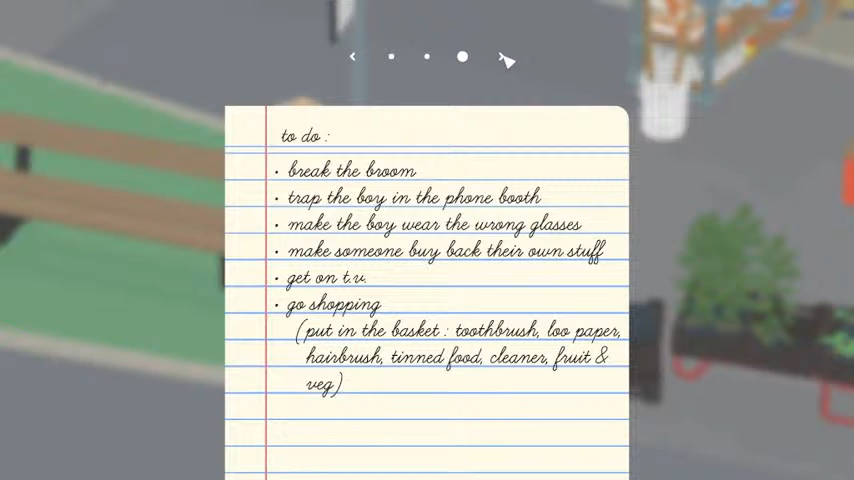 to do :
• break the broom
• trap the boy in the phone booth
• make the boy wear the wrong glasses
• make someone buy back their own stuff
• get on t.v.
• go shopping
(put in the basket : toothbrush, loo paper,
hairbrush, tinned food, cleaner, fruit &
veg)